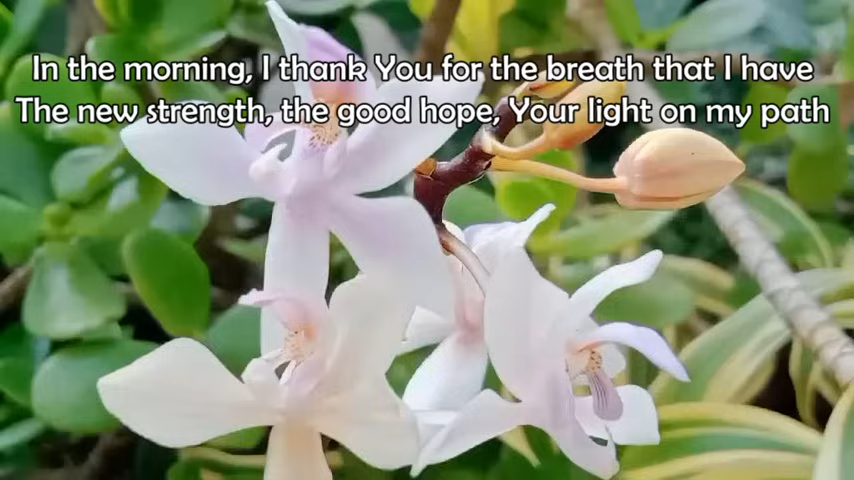 In the morning, I thank You for the breath that I have
The new strength, the good hope, Your light on my path